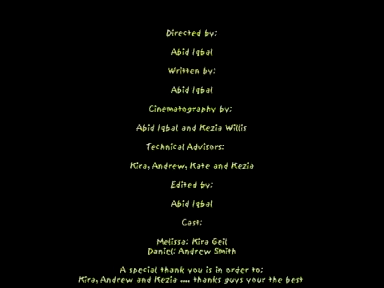 Directed by:
Abid Iqbal
Written by:
Abid Iqbal
Cinematography by:
Abid Iqbal and Kezia Willis
Technical Advisors:
Kira, Andrew, Kate and Kezia
Edited by:
Abid Iqbal
Cast:
Melissa: Kira Geil
Daniel: Andrew Smith
A special thank you is in order to:
Kira, Andrew and Kezia .... thanks guys your the best